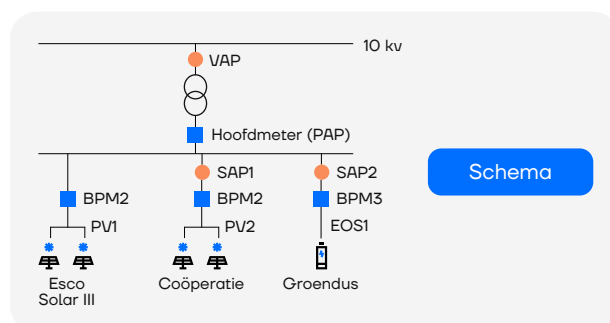 10 kv
VAP
Hoofdmeter (PAP)
SAP1
SAP2
Schema
BPM2
BPM2
BPM3
PV1
PV2
EOS1
Esco
Solar III
Coöperatie
Groendus